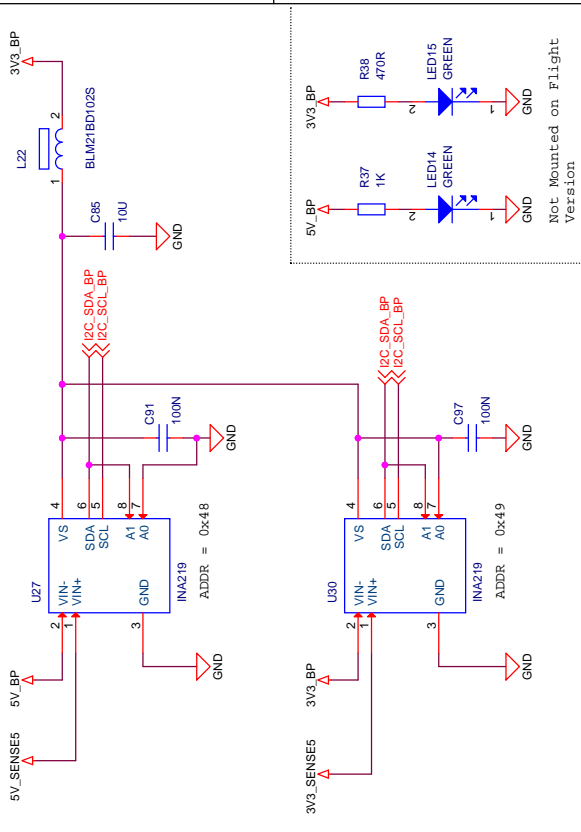 5V_SENSE5
5V_BP
2
1
3
VIN-
VIN+
GND
U27
INA219
ADDR = 0x48
VS
SDA
SCL
A1
A0
4
6
5
8
7
GND
C91
100N
GND
I2C_SDA_BP
I2C_SCL_BP
C85
10U
GND
L22
1
2
BLM21BD102S
3V3_BP
3V3_SENSE5
3V3_BP
2
1
3
VIN-
VIN+
GND
U30
INA219
ADDR = 0x49
VS
SDA
SCL
A1
A0
4
6
5
8
7
GND
C97
100N
GND
I2C_SDA_BP
I2C_SCL_BP
5V_BP
R37
1K
2
LED14
GREEN
1
GND
3V3_BP
R38
470R
2
LED15
GREEN
1
GND
Not Mounted on Flight
Version